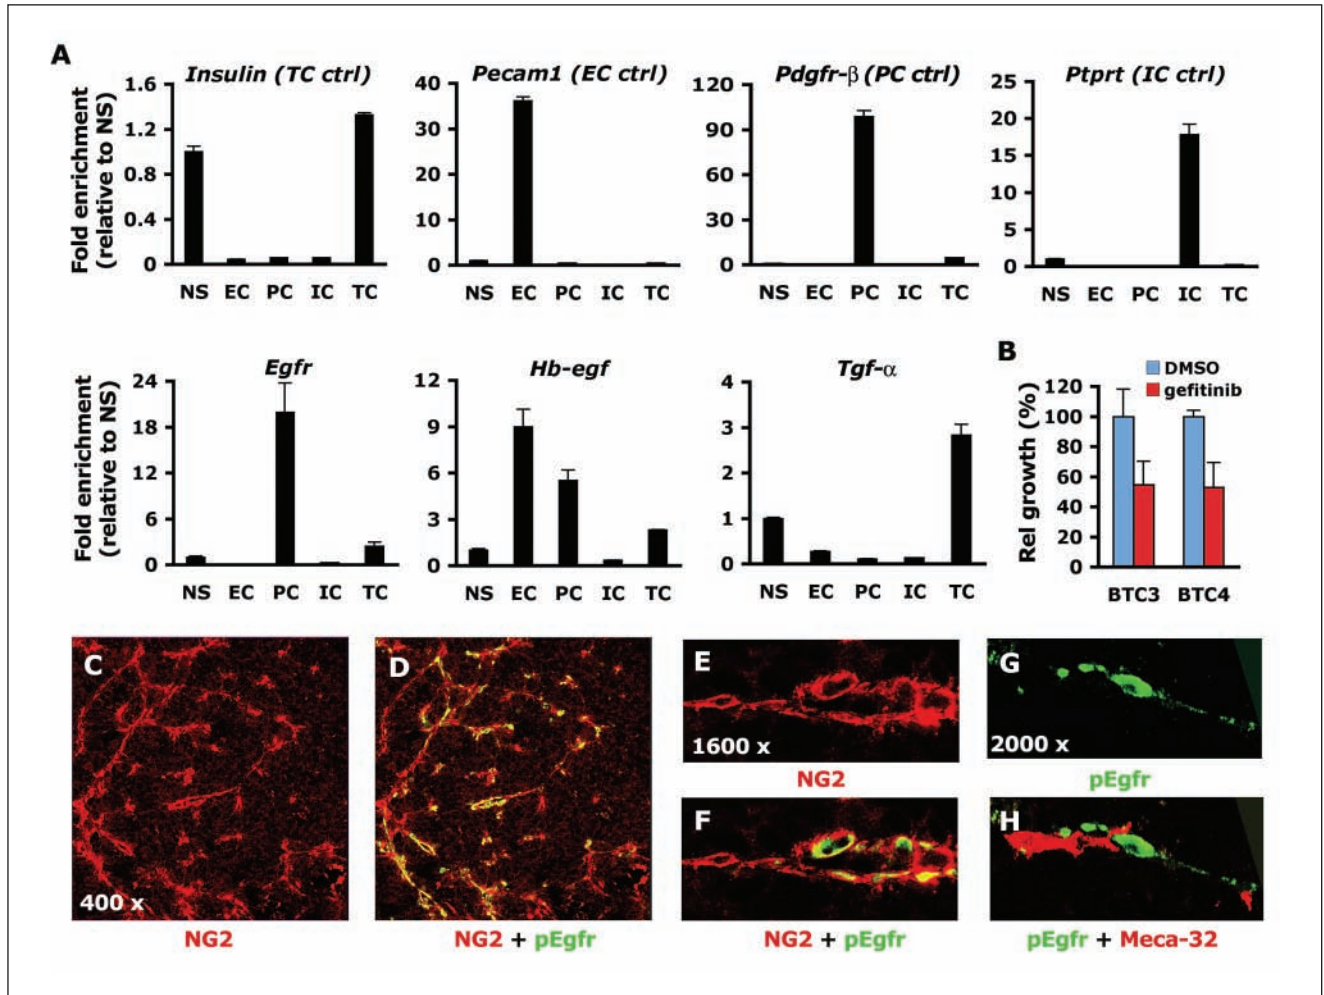 A
Insulin (TC ctrl)
Pecam1 (EC ctrl)
Pdgfr-β (PC ctrl)
Ptprt (IC ctrl)
Fold enrichment
(relative to NS)
1.6
1.2
0.8
0.4
0
NS EC PC IC TC
40
30
20
10
0
NS EC PC IC TC
120
90
60
30
0
NS EC PC IC TC
25
20
15
10
5
0
NS EC PC IC TC
Egfr
Hb-egf
Tgf-α
Fold enrichment
(relative to NS)
24
18
12
6
0
NS EC PC IC TC
12
9
6
3
0
NS EC PC IC TC
4
3
2
1
0
NS EC PC IC TC
B
DMSO
gefitinib
Rel growth (%)
120
100
80
60
40
20
0
BTC3 BTC4
C
400 x
NG2
D
NG2 + pEgfr
E
1600 x
NG2
F
NG2 + pEgfr
G
2000 x
pEgfr
H
pEgfr + Meca-32